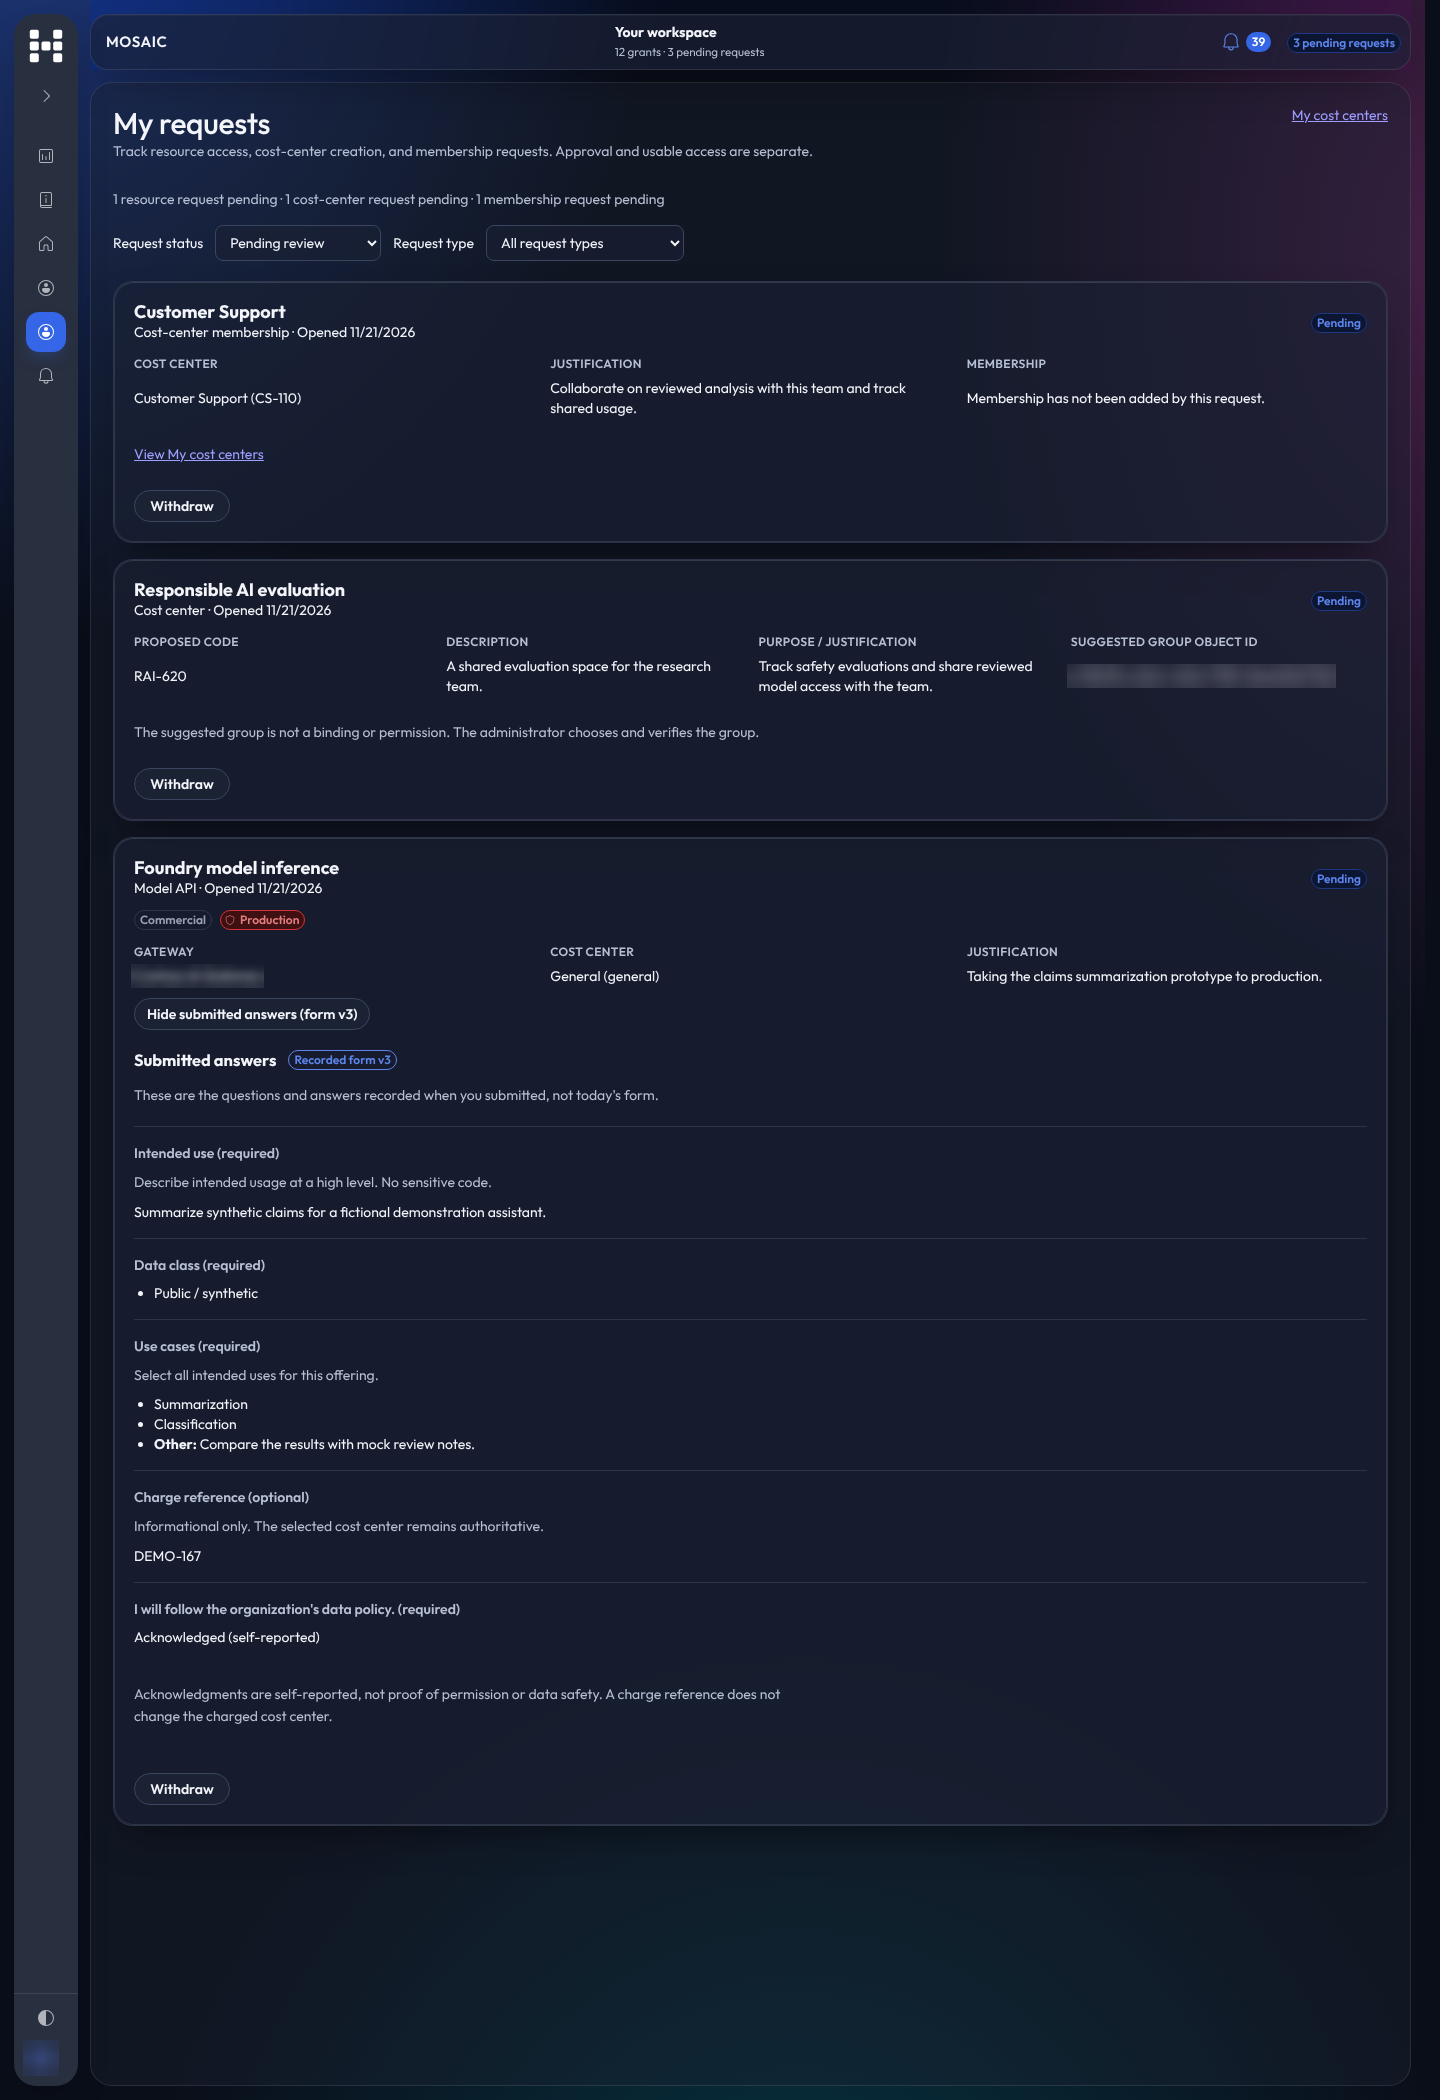 MOSAIC
Your workspace
12 grants · 3 pending requests
39
3 pending requests
My requests
My cost centers
Track resource access, cost-center creation, and membership requests. Approval and usable access are separate.
1 resource request pending · 1 cost-center request pending · 1 membership request pending
Request status
Pending review
Request type
All request types
Customer Support
Cost-center membership · Opened 11/21/2026
Pending
COST CENTER
JUSTIFICATION
MEMBERSHIP
Customer Support (CS-110)
Collaborate on reviewed analysis with this team and track
shared usage.
Membership has not been added by this request.
View My cost centers
Withdraw
Responsible AI evaluation
Cost center · Opened 11/21/2026
Pending
PROPOSED CODE
DESCRIPTION
PURPOSE / JUSTIFICATION
SUGGESTED GROUP OBJECT ID
RAI-620
A shared evaluation space for the research
team.
Track safety evaluations and share reviewed
model access with the team.
The suggested group is not a binding or permission. The administrator chooses and verifies the group.
Withdraw
Foundry model inference
Model API · Opened 11/21/2026
Pending
Commercial
Production
GATEWAY
COST CENTER
JUSTIFICATION
General (general)
Taking the claims summarization prototype to production.
Hide submitted answers (form v3)
Submitted answers
Recorded form v3
These are the questions and answers recorded when you submitted, not today's form.
Intended use (required)
Describe intended usage at a high level. No sensitive code.
Summarize synthetic claims for a fictional demonstration assistant.
Data class (required)
Public / synthetic
Use cases (required)
Select all intended uses for this offering.
Summarization
Classification
Other: Compare the results with mock review notes.
Charge reference (optional)
Informational only. The selected cost center remains authoritative.
DEMO-167
I will follow the organization's data policy. (required)
Acknowledged (self-reported)
Acknowledgments are self-reported, not proof of permission or data safety. A charge reference does not
change the charged cost center.
Withdraw